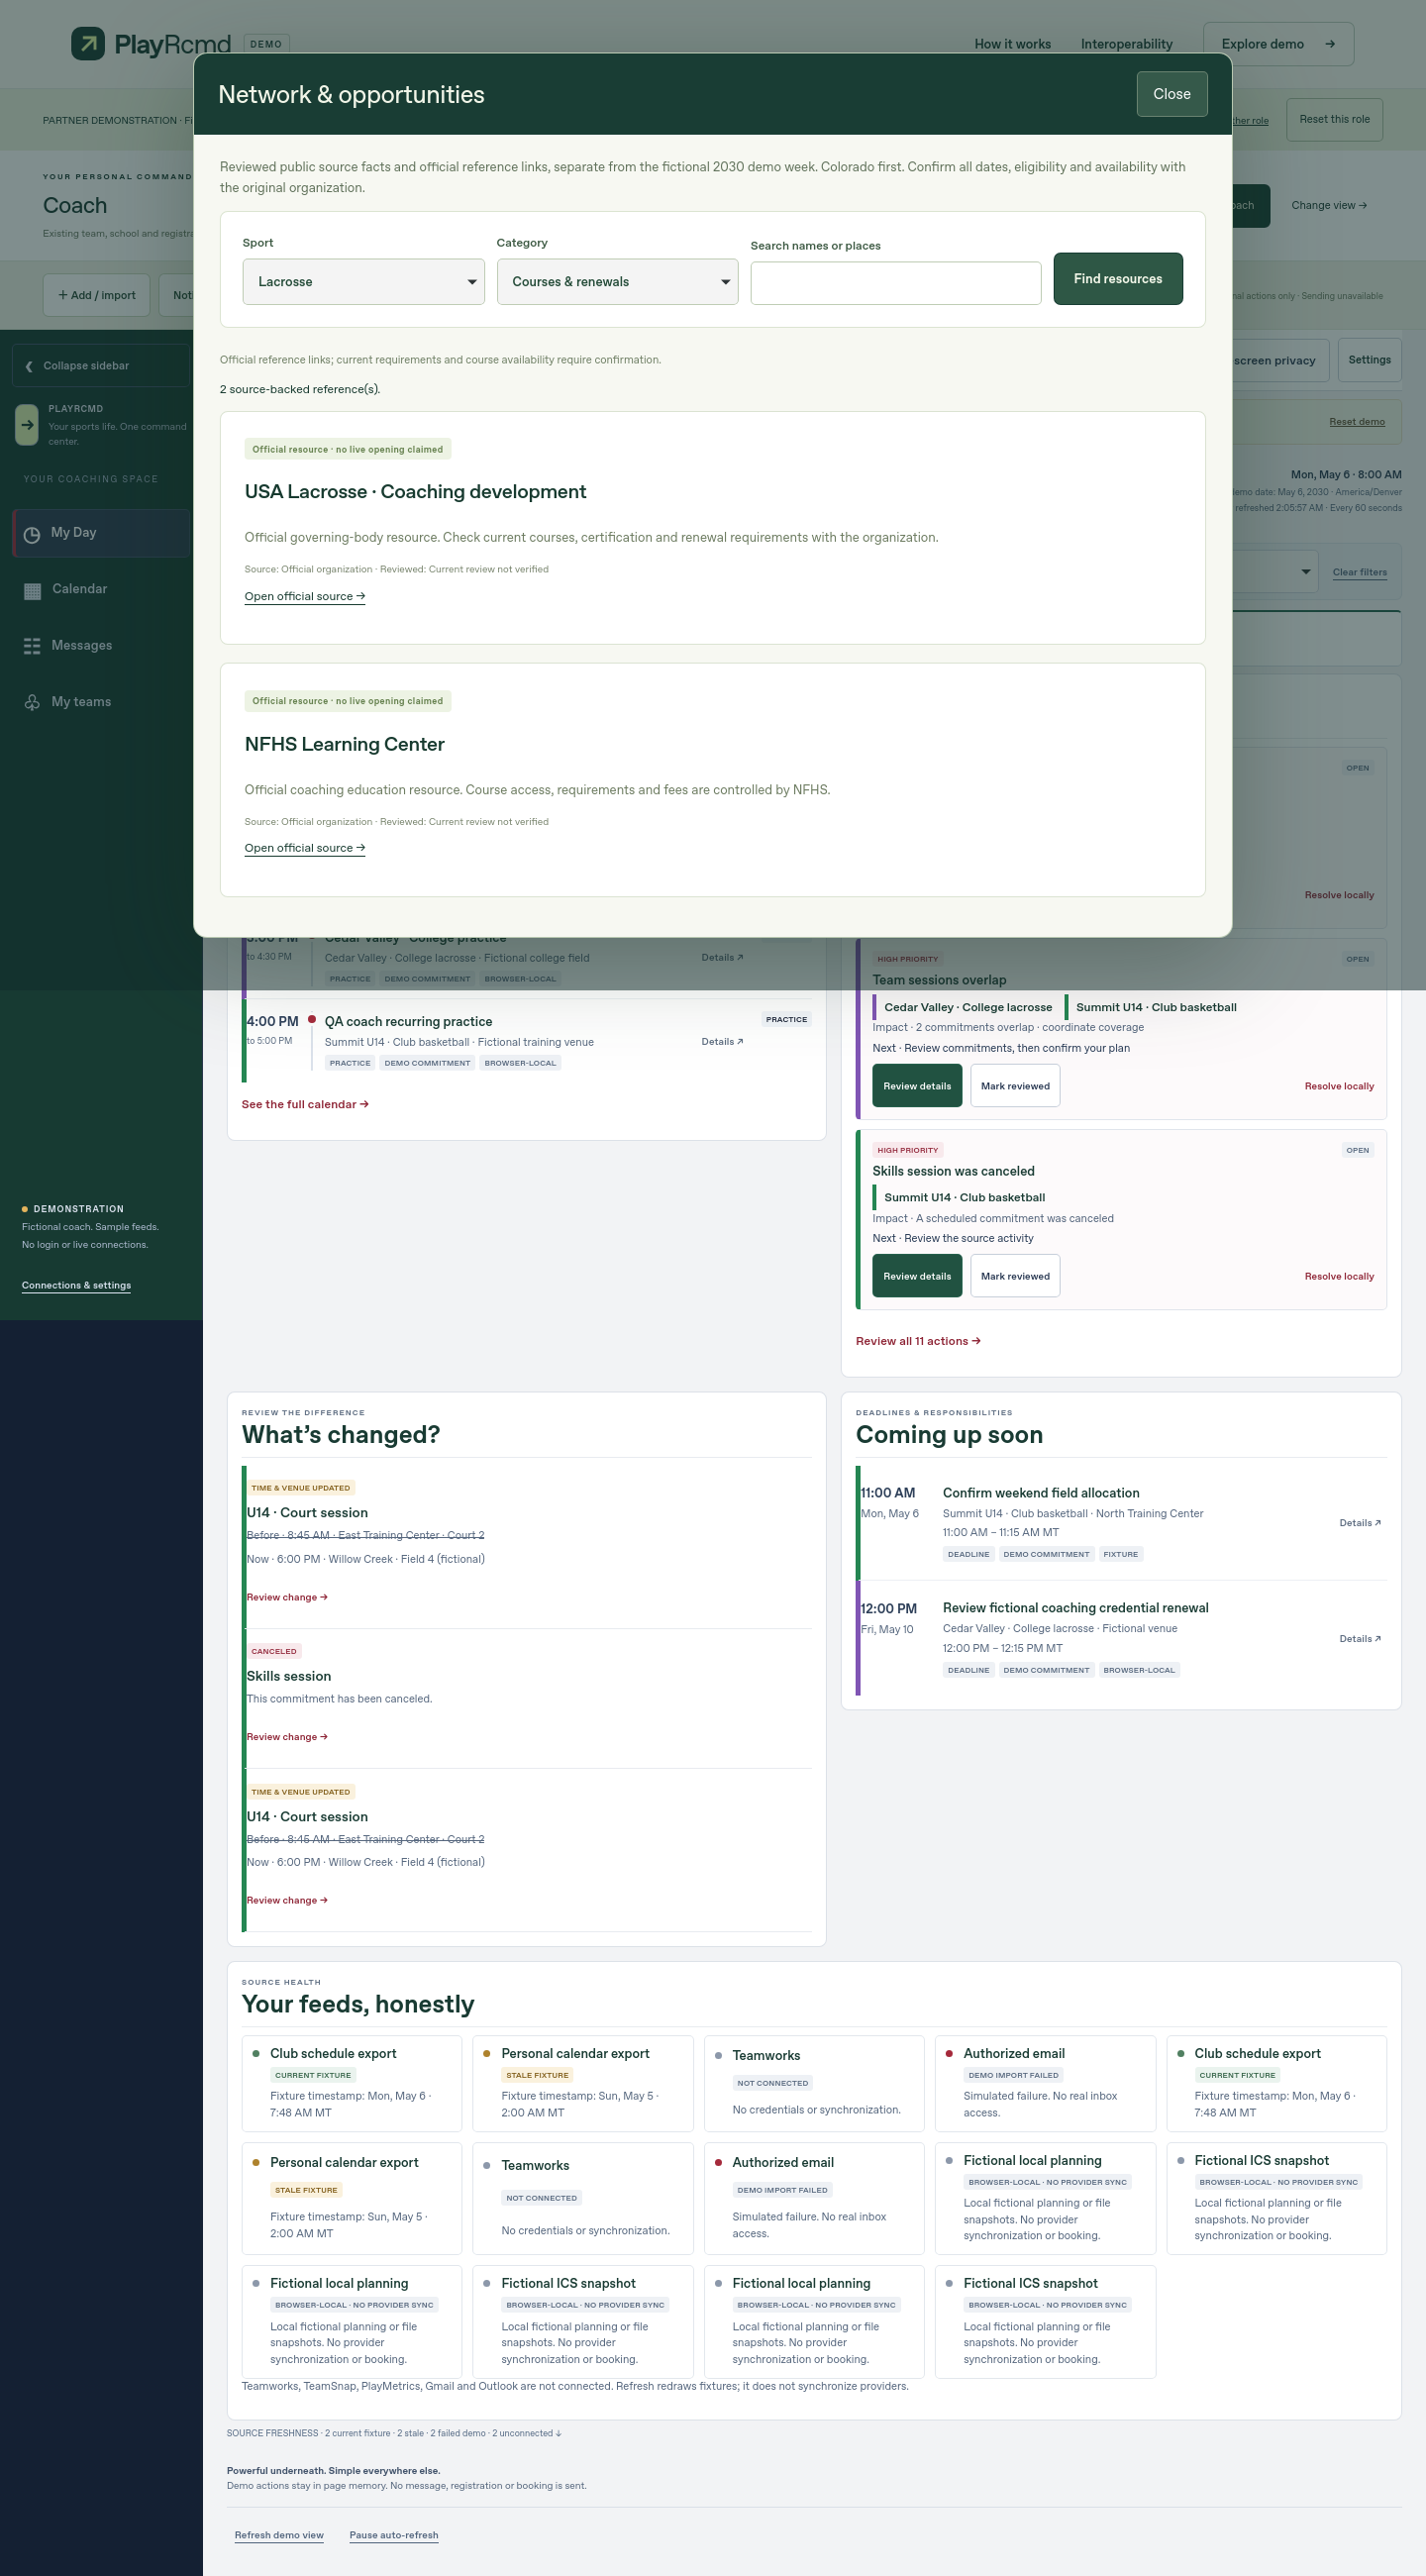 PlayRcmd DEMO
How it works
Interoperability
Explore demo →
PARTNER DEMONSTRATION
ther role
Reset this role
YOUR PERSONAL COMMAND
Coach
Existing team, school and
Change view →
+ Add / import
nal actions only · Sending unavailable
Network & opportunities
Close
Reviewed public source facts and official reference links, separate from the fictional 2030 demo week. Colorado first. Confirm all dates, eligibility and availability with
the original organization.
Sport
Category
Search names or places
Lacrosse
Courses & renewals
Find resources
Official reference links; current requirements and course availability require confirmation.
2 source-backed reference(s).
Official resource · no live opening claimed
USA Lacrosse · Coaching development
Official governing-body resource. Check current courses, certification and renewal requirements with the organization.
Source: Official organization · Reviewed: Current review not verified
Open official source →
Official resource · no live opening claimed
NFHS Learning Center
Official coaching education resource. Course access, requirements and fees are controlled by NFHS.
Source: Official organization · Reviewed: Current review not verified
Open official source →
Collapse sidebar
PLAYRCMD
Your sports life. One command
center.
YOUR COACHING SPACE
My Day
Calendar
Messages
My teams
DEMONSTRATION
Fictional coach. Sample feeds.
No login or live connections.
Connections & settings
screen privacy
Settings
Reset demo
Mon, May 6 · 8:00 AM
demo date: May 6, 2030 · America/Denver
refreshed 2:05:57 AM · Every 60 seconds
Clear filters
OPEN
Resolve locally
Cedar Valley · College practice
to 4:30 PM
Cedar Valley · College lacrosse · Fictional college field
Details ↗
PRACTICE DEMO COMMITMENT BROWSER-LOCAL
4:00 PM
QA coach recurring practice
PRACTICE
to 5:00 PM
Summit U14 · Club basketball · Fictional training venue
Details ↗
PRACTICE DEMO COMMITMENT BROWSER-LOCAL
See the full calendar →
HIGH PRIORITY
OPEN
Team sessions overlap
Cedar Valley · College lacrosse
Summit U14 · Club basketball
Impact · 2 commitments overlap · coordinate coverage
Next · Review commitments, then confirm your plan
Review details
Mark reviewed
Resolve locally
HIGH PRIORITY
OPEN
Skills session was canceled
Summit U14 · Club basketball
Impact · A scheduled commitment was canceled
Next · Review the source activity
Review details
Mark reviewed
Resolve locally
Review all 11 actions →
REVIEW THE DIFFERENCE
What’s changed?
TIME & VENUE UPDATED
U14 · Court session
Before · 8:45 AM · East Training Center · Court 2
Now · 6:00 PM · Willow Creek · Field 4 (fictional)
Review change →
CANCELED
Skills session
This commitment has been canceled.
Review change →
TIME & VENUE UPDATED
U14 · Court session
Before · 8:45 AM · East Training Center · Court 2
Now · 6:00 PM · Willow Creek · Field 4 (fictional)
Review change →
DEADLINES & RESPONSIBILITIES
Coming up soon
11:00 AM
Mon, May 6
Confirm weekend field allocation
Summit U14 · Club basketball · North Training Center
11:00 AM – 11:15 AM MT
DEADLINE DEMO COMMITMENT FIXTURE
Details ↗
12:00 PM
Fri, May 10
Review fictional coaching credential renewal
Cedar Valley · College lacrosse · Fictional venue
12:00 PM – 12:15 PM MT
DEADLINE DEMO COMMITMENT BROWSER-LOCAL
Details ↗
SOURCE HEALTH
Your feeds, honestly
Club schedule export
CURRENT FIXTURE
Fixture timestamp: Mon, May 6 ·
7:48 AM MT
Personal calendar export
STALE FIXTURE
Fixture timestamp: Sun, May 5 ·
2:00 AM MT
Teamworks
NOT CONNECTED
No credentials or synchronization.
Authorized email
DEMO IMPORT FAILED
Simulated failure. No real inbox
access.
Club schedule export
CURRENT FIXTURE
Fixture timestamp: Mon, May 6 ·
7:48 AM MT
Personal calendar export
STALE FIXTURE
Fixture timestamp: Sun, May 5 ·
2:00 AM MT
Teamworks
NOT CONNECTED
No credentials or synchronization.
Authorized email
DEMO IMPORT FAILED
Simulated failure. No real inbox
access.
Fictional local planning
BROWSER-LOCAL · NO PROVIDER SYNC
Local fictional planning or file
snapshots. No provider
synchronization or booking.
Fictional ICS snapshot
BROWSER-LOCAL · NO PROVIDER SYNC
Local fictional planning or file
snapshots. No provider
synchronization or booking.
Fictional local planning
BROWSER-LOCAL · NO PROVIDER SYNC
Local fictional planning or file
snapshots. No provider
synchronization or booking.
Fictional ICS snapshot
BROWSER-LOCAL · NO PROVIDER SYNC
Local fictional planning or file
snapshots. No provider
synchronization or booking.
Fictional local planning
BROWSER-LOCAL · NO PROVIDER SYNC
Local fictional planning or file
snapshots. No provider
synchronization or booking.
Fictional ICS snapshot
BROWSER-LOCAL · NO PROVIDER SYNC
Local fictional planning or file
snapshots. No provider
synchronization or booking.
Teamworks, TeamSnap, PlayMetrics, Gmail and Outlook are not connected. Refresh redraws fixtures; it does not synchronize providers.
SOURCE FRESHNESS · 2 current fixture · 2 stale · 2 failed demo · 2 unconnected ↓
Powerful underneath. Simple everywhere else.
Demo actions stay in page memory. No message, registration or booking is sent.
Refresh demo view
Pause auto-refresh